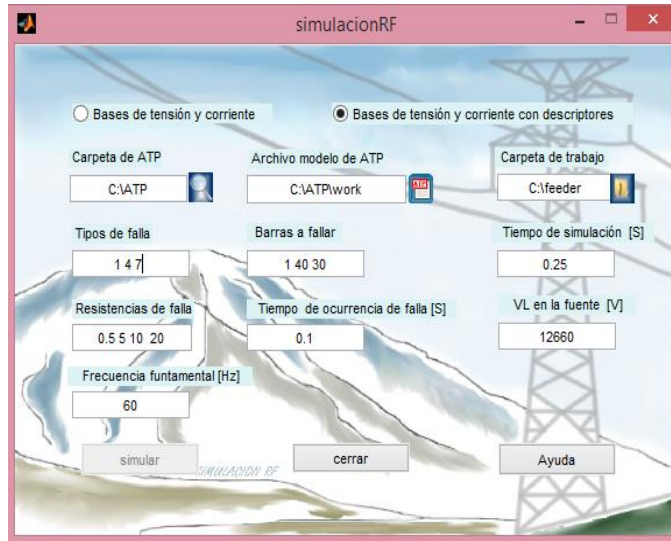 simulacionRF
Bases de tensión y corriente
Bases de tensión y corriente con descriptores
Carpeta de ATP
Archivo modelo de ATP
Carpeta de trabajo
C:\ATP
C:\ATP\work
C:\feeder
Tipos de falla
Barras a fallar
Tiempo de simulación [S]
1 4 7
1 40 30
0.25
Resistencias de falla
Tiempo de ocurrencia de falla [S]
VL en la fuente [V]
0.5 5 10 20
0.1
12660
Frecuencia funtamental [Hz]
60
simular
cerrar
Ayuda
SIMULACION RF